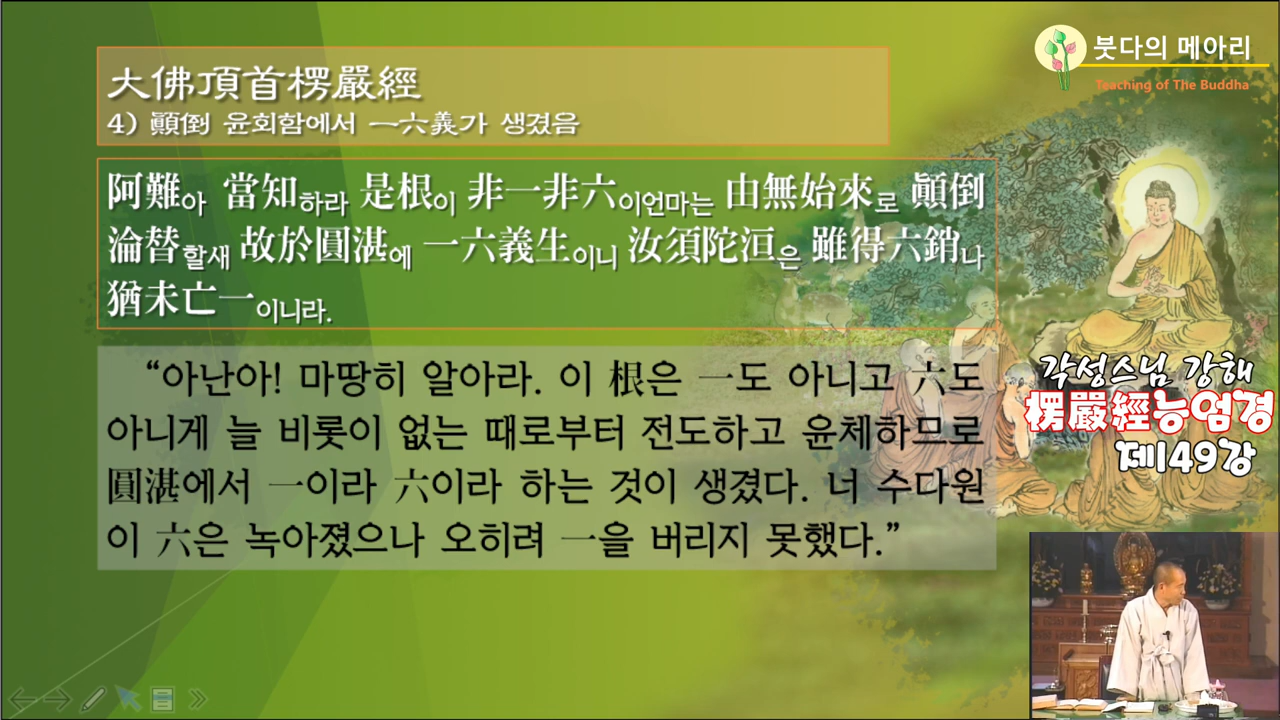 大佛頂首楞嚴經
4) 顚倒 윤회함에서 一六義가 생겼음
阿難아 當知하라 是根이 非一非六이언마는 由無始來로 顚倒
淪替할새 故於圓湛에 一六義生이니 汝須陀洹은 雖得六銷나
猶未亡一이니라.
“아난아! 마땅히 알아라. 이 根은 一도 아니고 六도
아니게 늘 비롯이 없는 때로부터 전도하고 윤체하므로
圓湛에서 一이라 六이라 하는 것이 생겼다. 너 수다원
이 六은 녹아졌으나 오히려 一을 버리지 못했다.”
붓다의 메아리
Teaching of The Buddha
각성스님 강해
楞嚴經능엄경
제49강